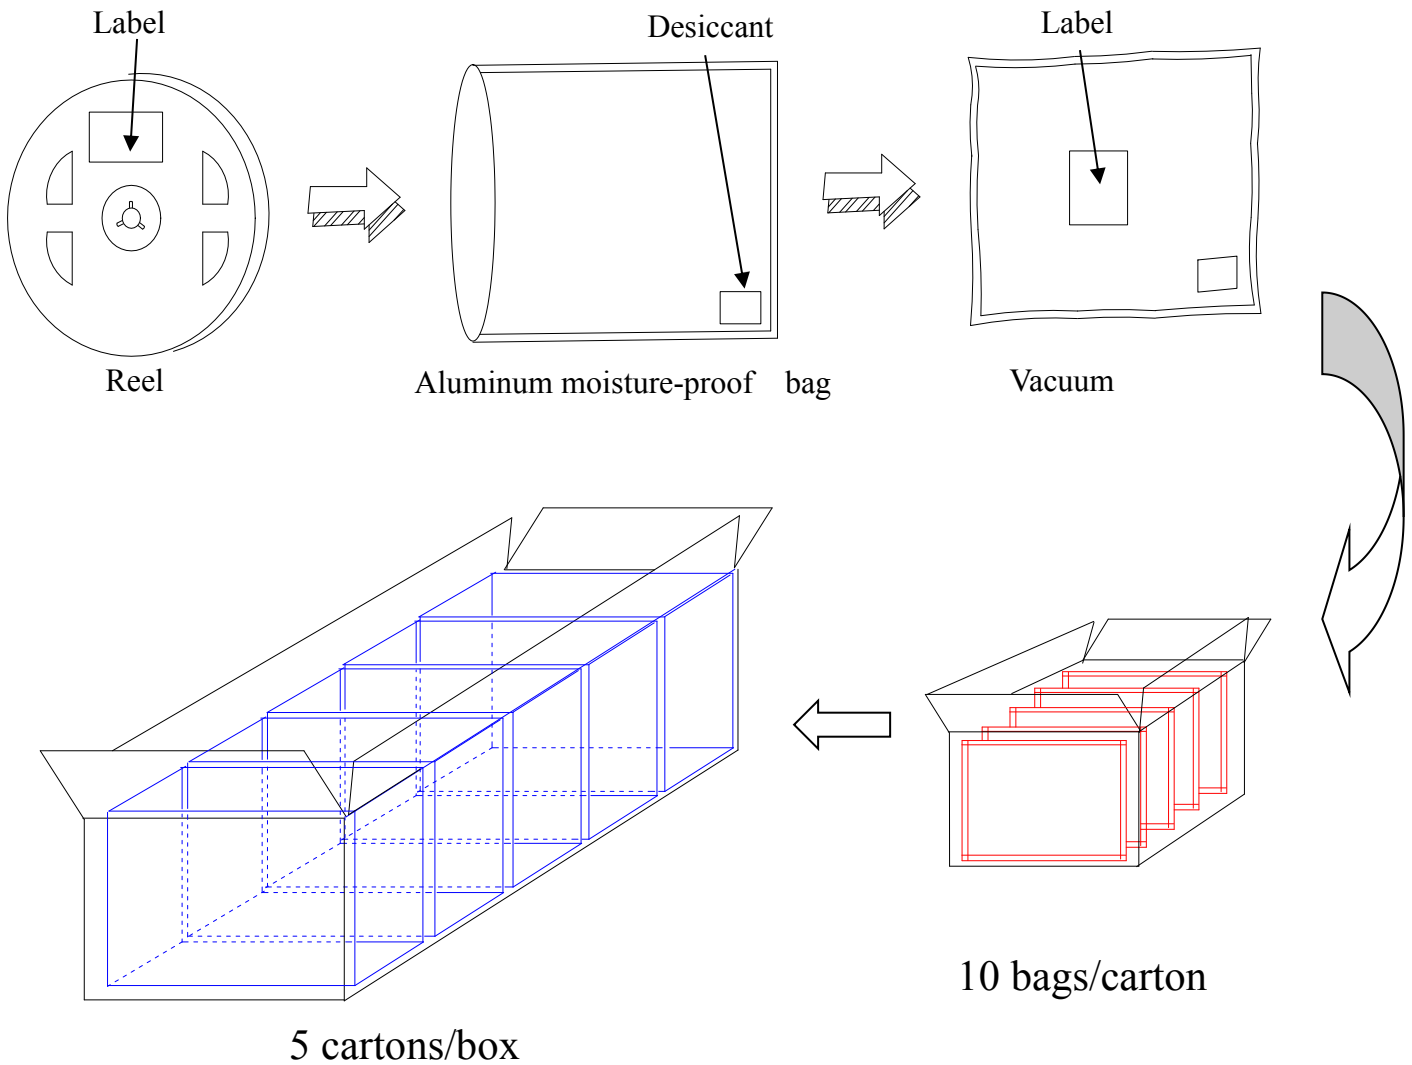 Label
Desiccant
Label
Reel
Aluminum moisture-proof bag
Vacuum
10 bags/carton
5 cartons/box